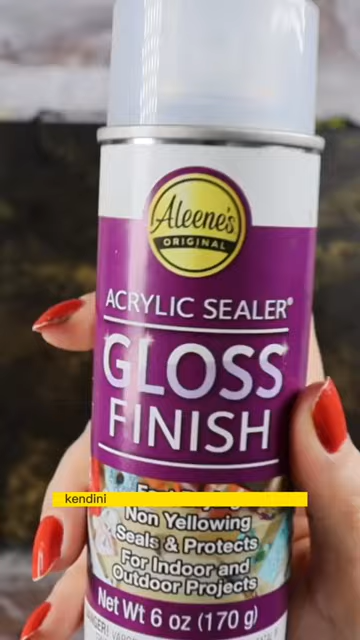 Aleene's
ORIGINAL
ACRYLIC SEALER®
GLOSS
FINISH
kendini
Non Yellowing
Seals & Protects
For Indoor and
Outdoor Projects
Net Wt 6 oz (170 g)